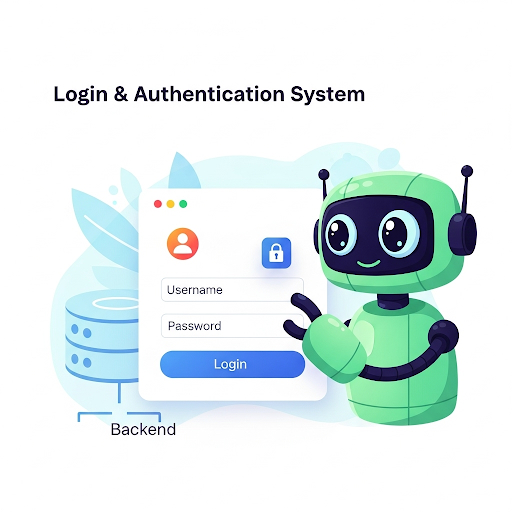 Login & Authentication System
Username
Password
Login
Backend